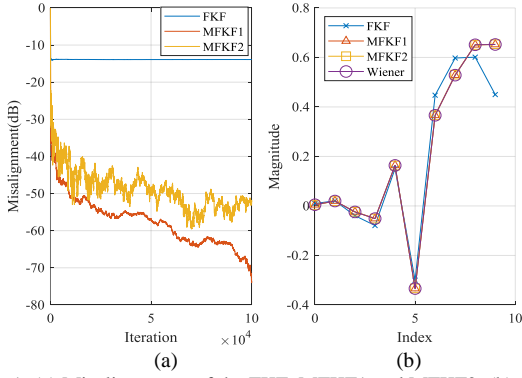 0
-10
-20
-30
-40
-50
-60
-70
-80
Misalignment(dB)
FKF
MFKF1
MFKF2
0
5
10
Iteration
×10⁴
(a)
0.8
0.6
0.4
0.2
0
-0.2
-0.4
Magnitude
FKF
MFKF1
MFKF2
Wiener
0
5
10
Index
(b)